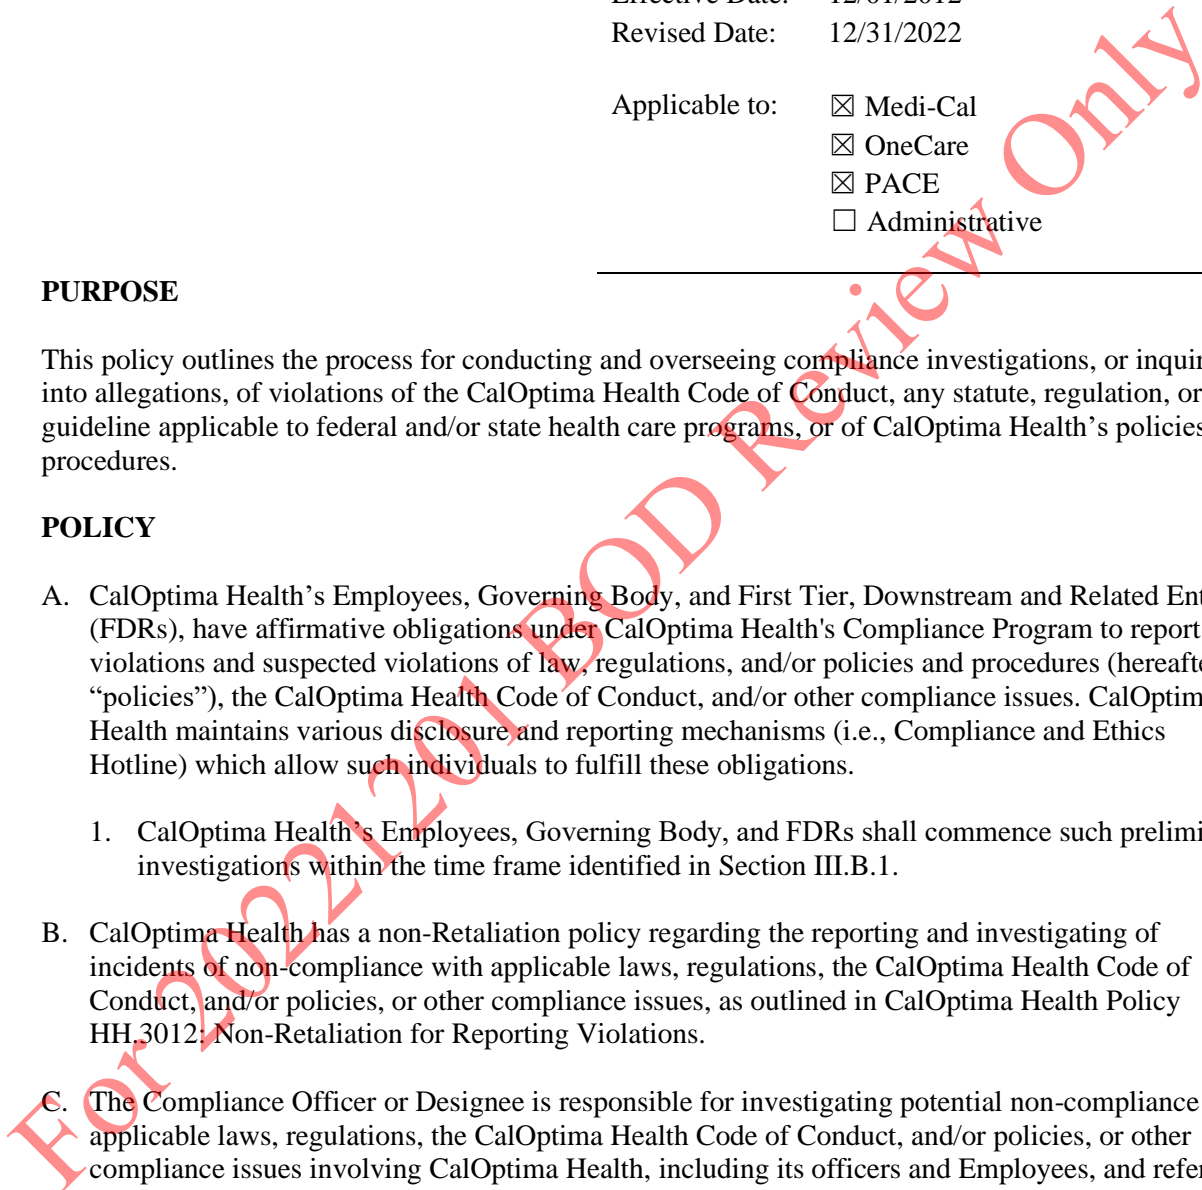 Effective Date: 12/01/2012
Revised Date: 12/31/2022
Applicable to: ☒ Medi-Cal
☒ OneCare
☒ PACE
☐ Administrative
PURPOSE
This policy outlines the process for conducting and overseeing compliance investigations, or inquir
into allegations, of violations of the CalOptima Health Code of Conduct, any statute, regulation, or
guideline applicable to federal and/or state health care programs, or of CalOptima Health’s policies
procedures.
POLICY
A. CalOptima Health’s Employees, Governing Body, and First Tier, Downstream and Related Ent
(FDRs), have affirmative obligations under CalOptima Health's Compliance Program to report
violations and suspected violations of law, regulations, and/or policies and procedures (hereafte
“policies”), the CalOptima Health Code of Conduct, and/or other compliance issues. CalOptim
Health maintains various disclosure and reporting mechanisms (i.e., Compliance and Ethics
Hotline) which allow such individuals to fulfill these obligations.
1. CalOptima Health’s Employees, Governing Body, and FDRs shall commence such prelimi
investigations within the time frame identified in Section III.B.1.
B. CalOptima Health has a non-Retaliation policy regarding the reporting and investigating of
incidents of non-compliance with applicable laws, regulations, the CalOptima Health Code of
Conduct, and/or policies, or other compliance issues, as outlined in CalOptima Health Policy
HH.3012: Non-Retaliation for Reporting Violations.
C. The Compliance Officer or Designee is responsible for investigating potential non-compliance
applicable laws, regulations, the CalOptima Health Code of Conduct, and/or policies, or other
compliance issues involving CalOptima Health, including its officers and Employees, and refer
For 20221201 BOD Review Only